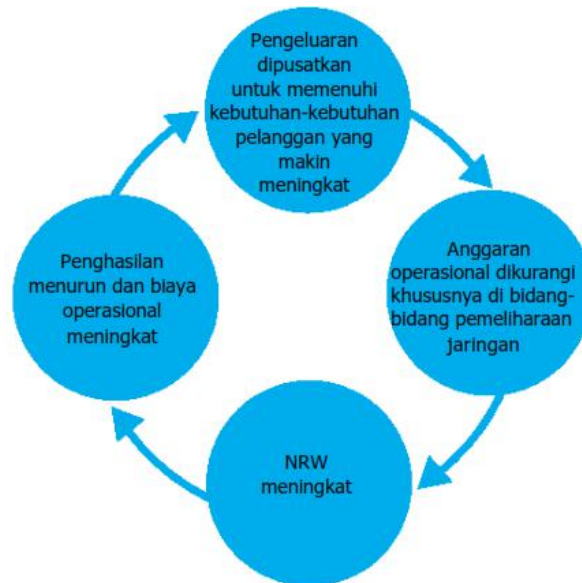 Pengeluaran
dipusatkan
untuk memenuhi
kebutuhan-kebutuhan
pelanggan yang
makin
meningkat
Anggaran
operasional dikurangi
khususnya di bidang-
bidang pemeliharaan
jaringan
NRW
meningkat
Penghasilan
menurun dan biaya
operasional
meningkat